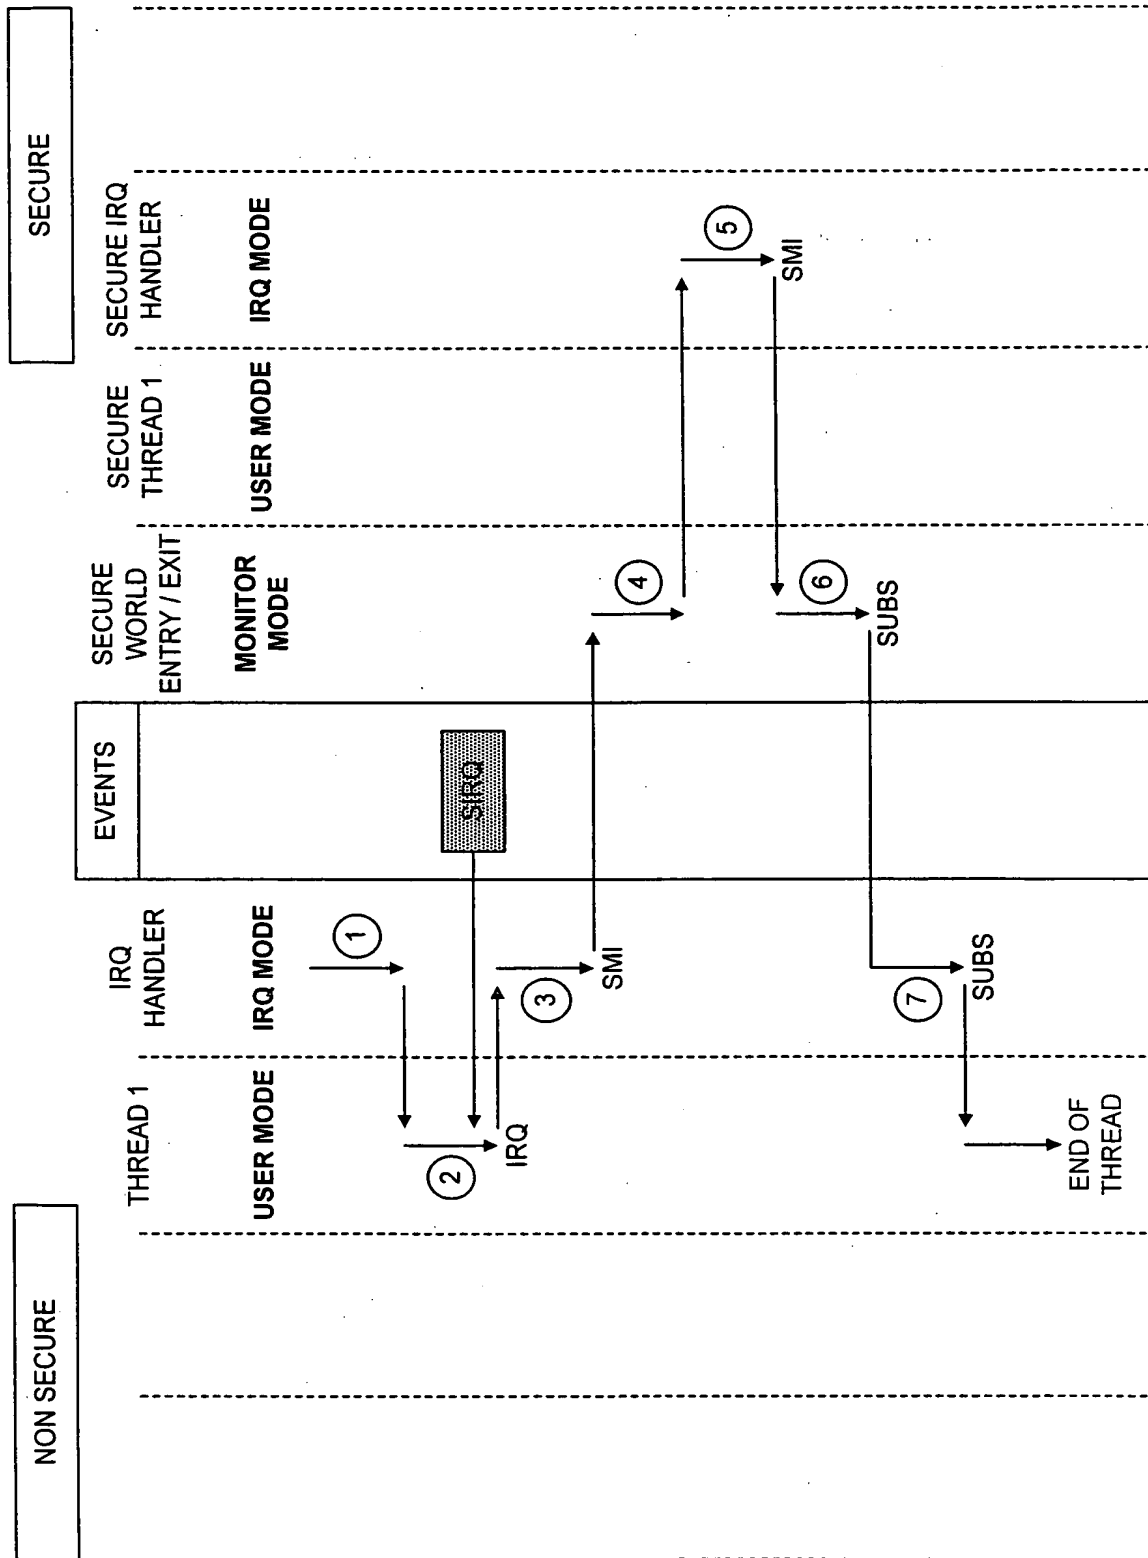 NON SECURE
SECURE
EVENTS
THREAD 1
USER MODE
IRQ
HANDLER
IRQ MODE
SECURE
WORLD
ENTRY / EXIT
MONITOR
MODE
SECURE
THREAD 1
USER MODE
SECURE IRQ
HANDLER
IRQ MODE
1
2
SIRQ
IRQ
3
SMI
4
5
SMI
6
SUBS
7
SUBS
END OF
THREAD